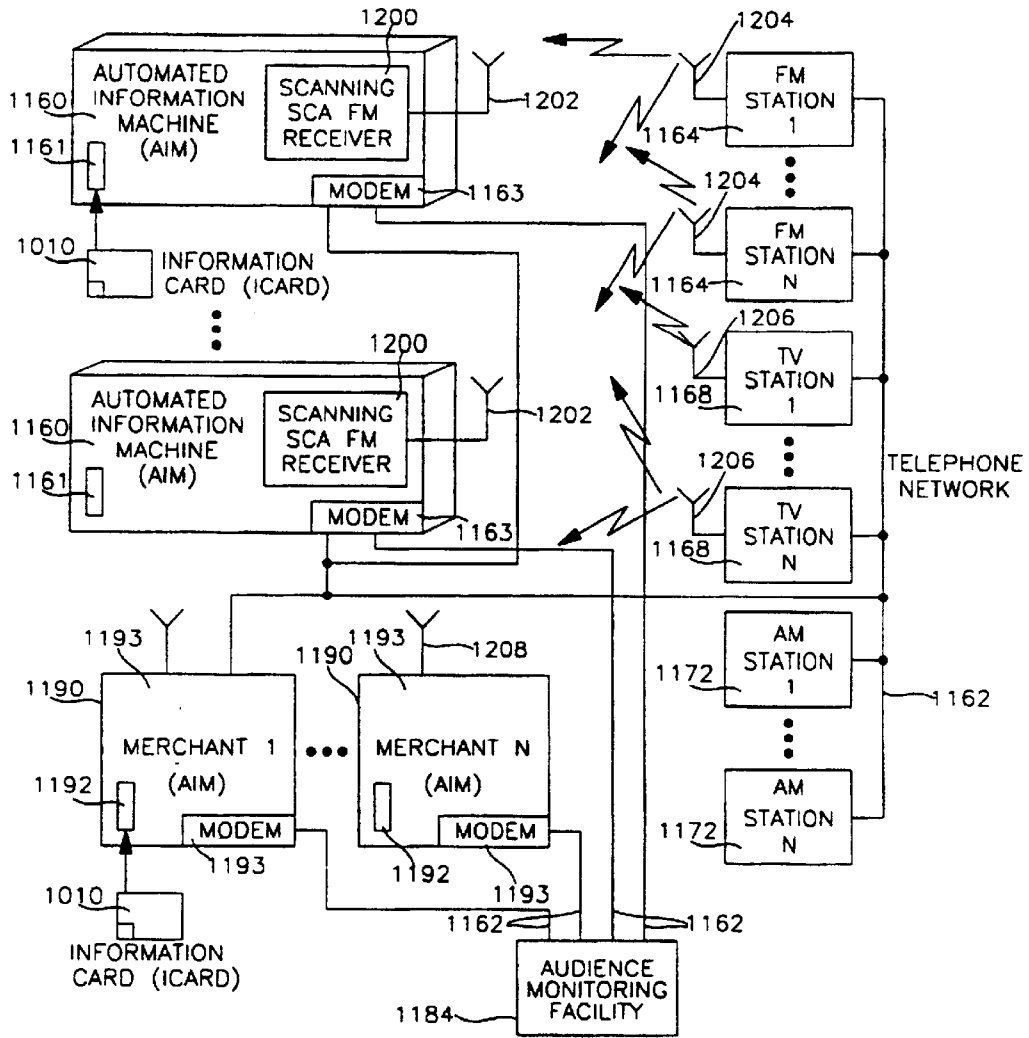 1200
1204
AUTOMATED
INFORMATION
MACHINE
(AIM)
SCANNING
SCA FM
RECEIVER
1160
1161
1202
MODEM
1163
FM
STATION
1
1164
1204
1010
INFORMATION
CARD (ICARD)
FM
STATION
N
1164
1206
1200
AUTOMATED
INFORMATION
MACHINE
(AIM)
SCANNING
SCA FM
RECEIVER
1160
1161
1202
MODEM
1163
TV
STATION
1
1168
1206
TELEPHONE
NETWORK
TV
STATION
N
1168
1193
1190
MERCHANT 1
(AIM)
1192
MODEM
1193
1193
1190
1208
MERCHANT N
(AIM)
MODEM
1192
1193
AM
STATION
1
1172
1162
AM
STATION
N
1172
1010
INFORMATION
CARD (ICARD)
1162
1162
AUDIENCE
MONITORING
FACILITY
1184